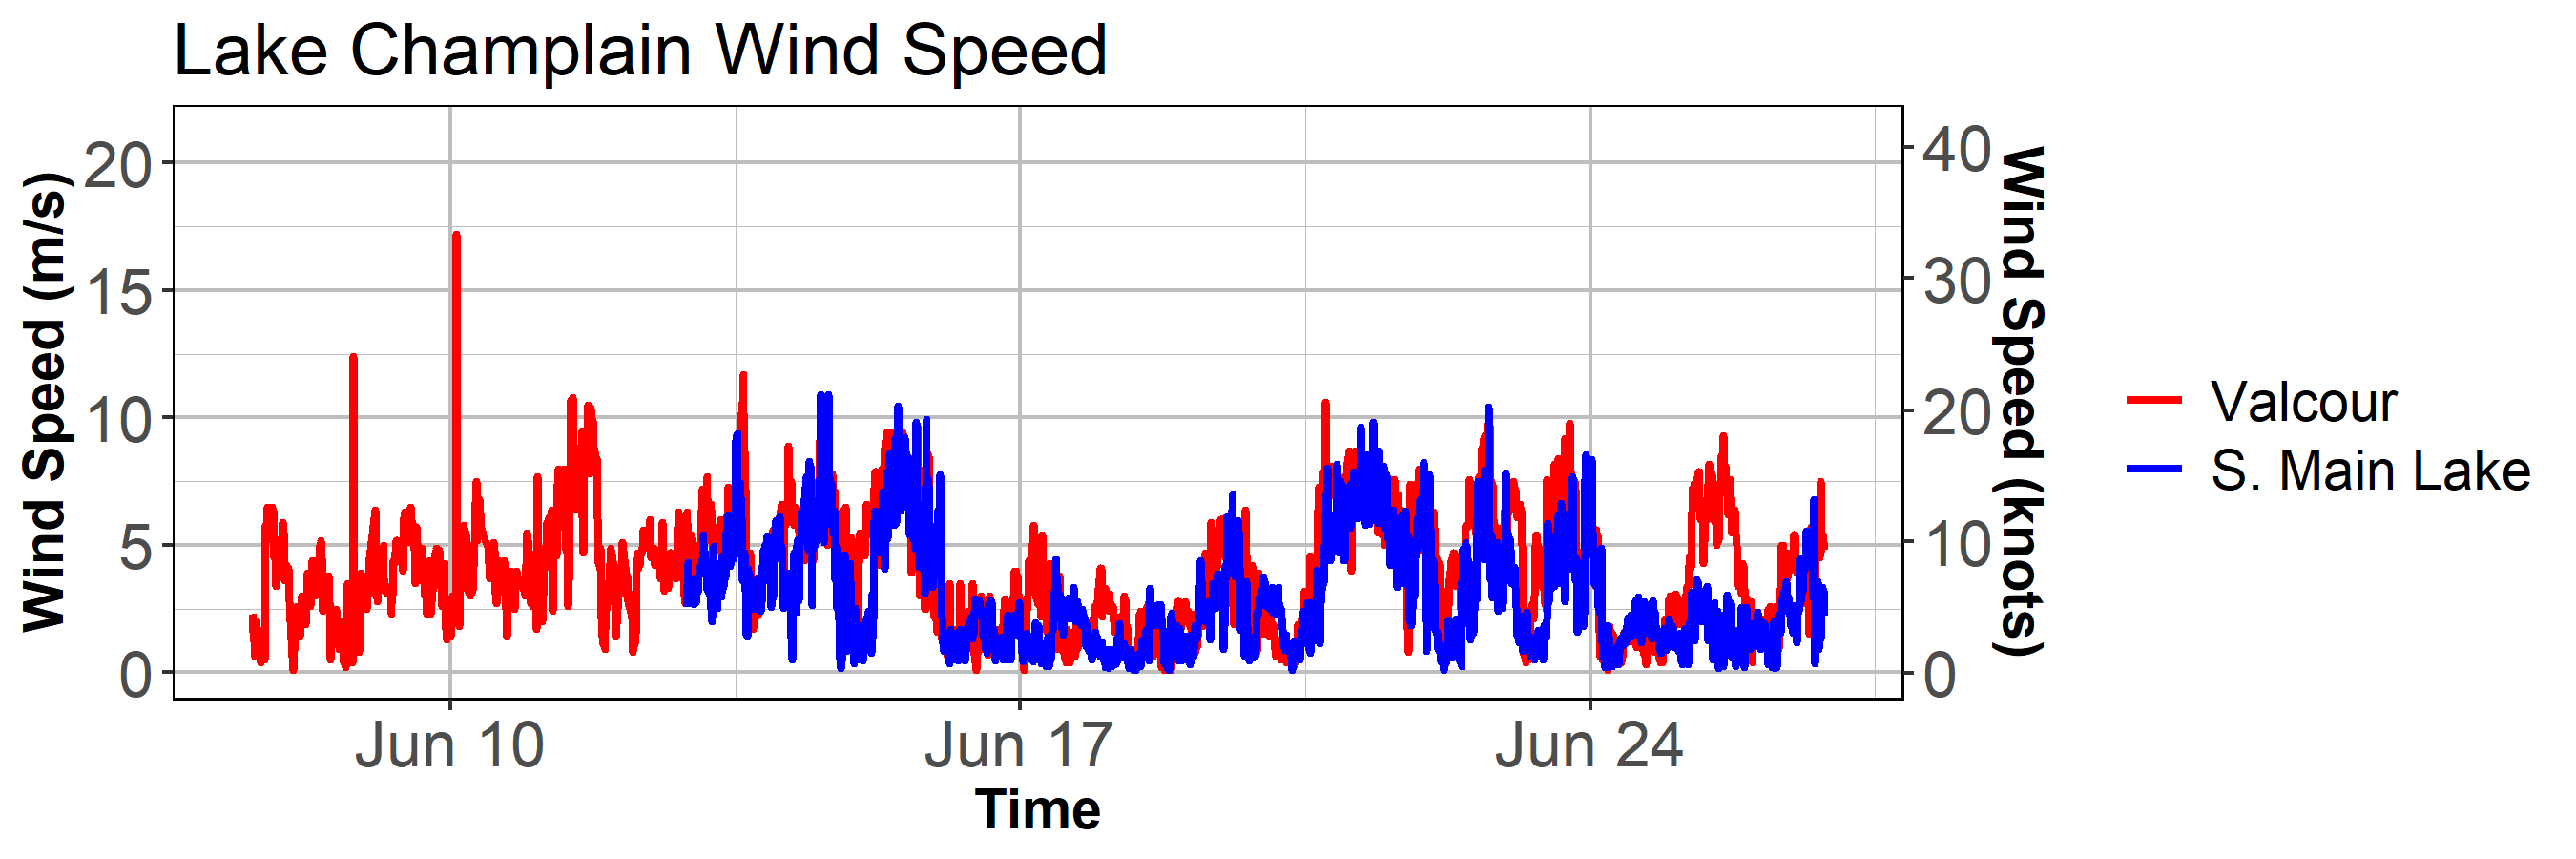 Lake Champlain Wind Speed
Wind Speed (m/s)
20
15
10
5
0
40
30
20
10
0
Wind Speed (knots)
Jun 10
Jun 17
Jun 24
Time
Valcour
S. Main Lake